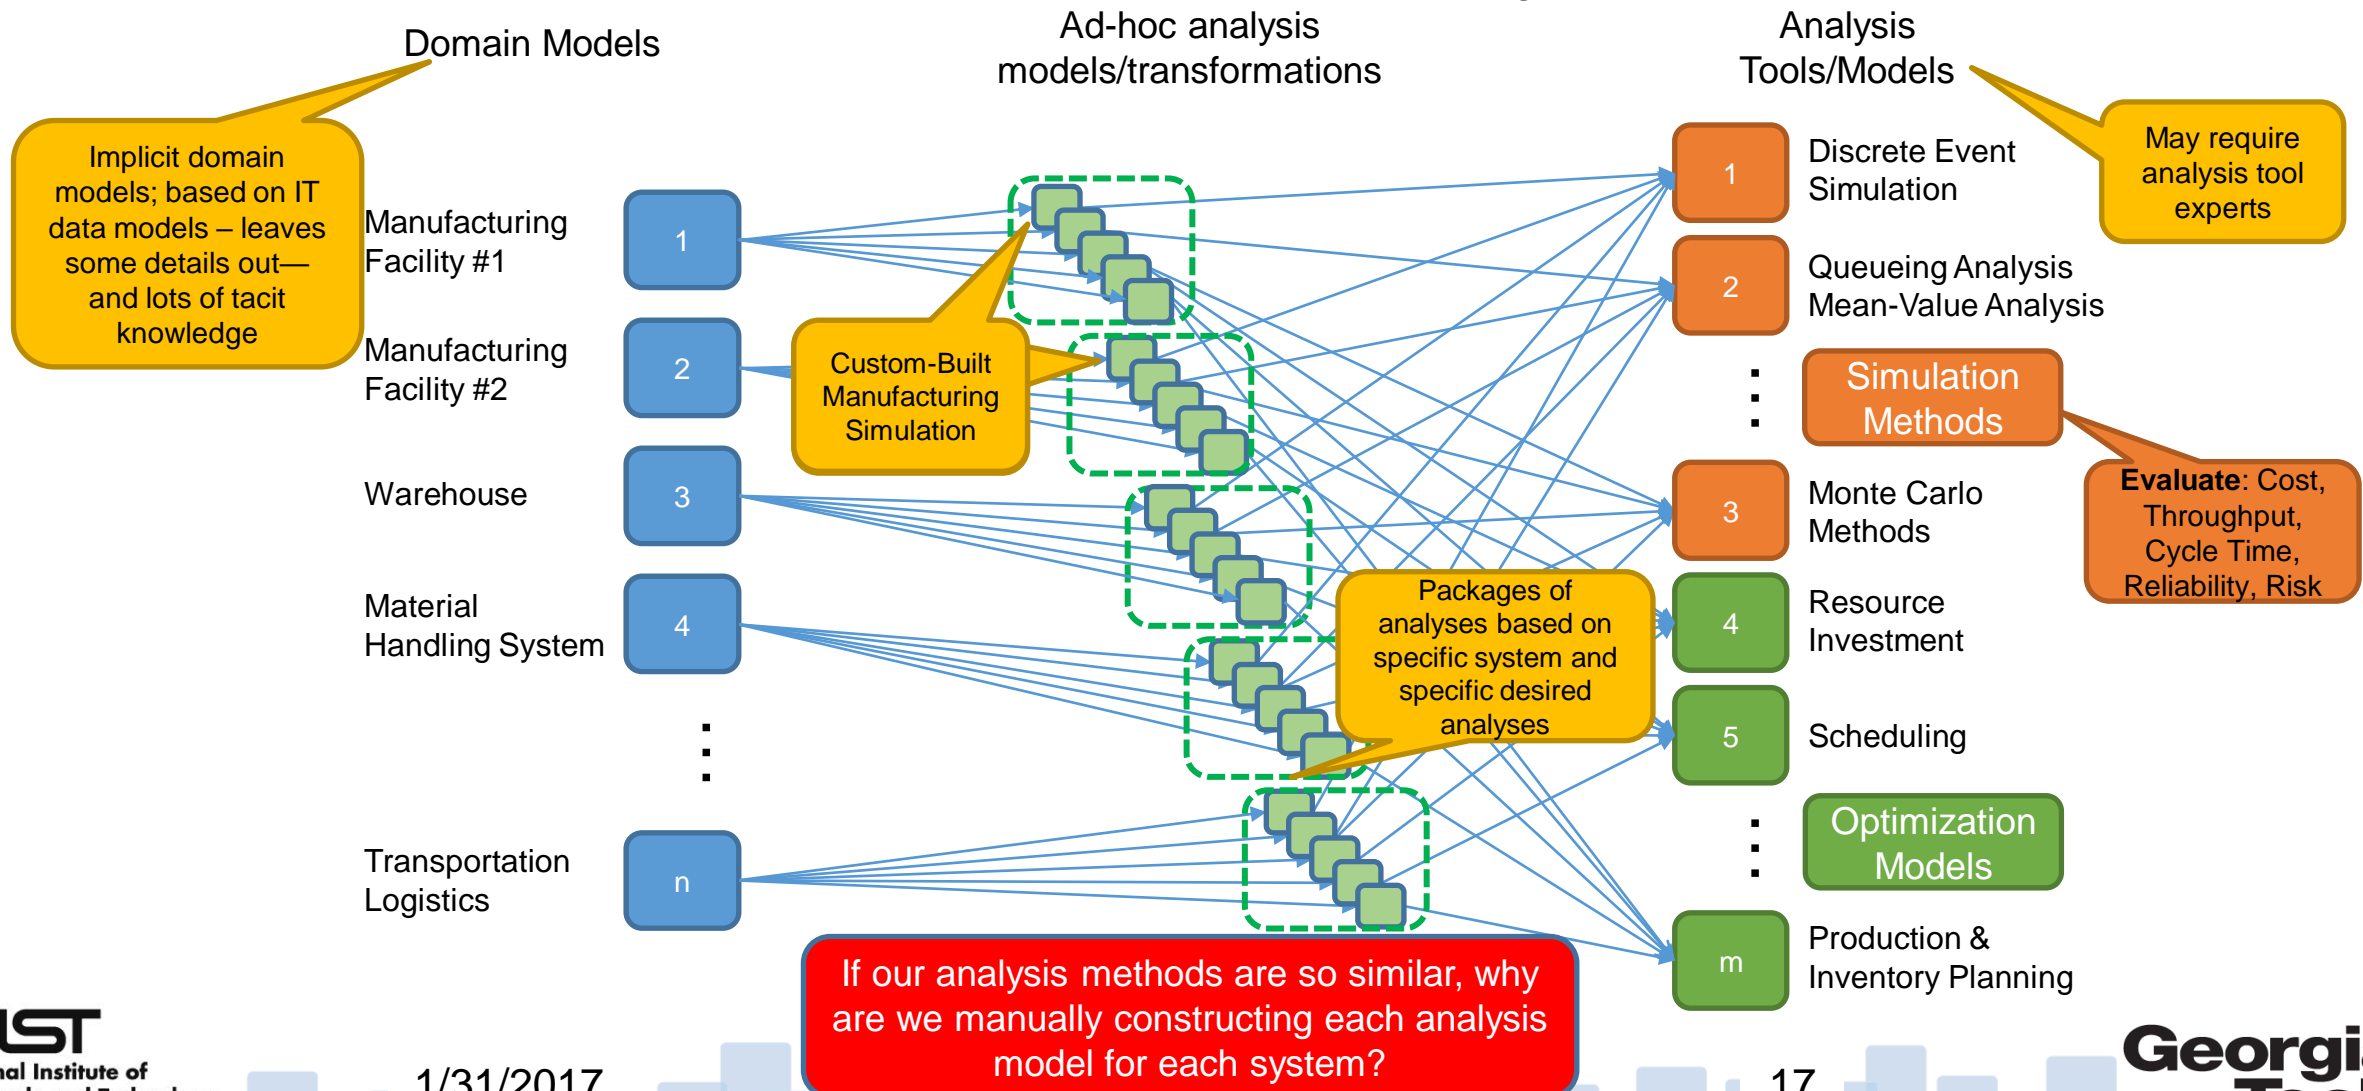 Domain Models
Ad-hoc analysis
models/transformations
Analysis
Tools/Models
Implicit domain
models; based on IT
data models – leaves
some details out—
and lots of tacit
knowledge
May require
analysis tool
experts
Manufacturing
Facility #1
1
1
Discrete Event
Simulation
2
Queueing Analysis
Mean-Value Analysis
Manufacturing
Facility #2
2
Custom-Built
Manufacturing
Simulation
Simulation
Methods
Evaluate: Cost,
Throughput,
Cycle Time,
Reliability, Risk
Warehouse
3
3
Monte Carlo
Methods
Material
Handling System
4
Packages of
analyses based on
specific system and
specific desired
analyses
4
Resource
Investment
5
Scheduling
Optimization
Models
Transportation
Logistics
n
m
Production &
Inventory Planning
If our analysis methods are so similar, why
are we manually constructing each analysis
model for each system?
Institute of
1/31/2017
17